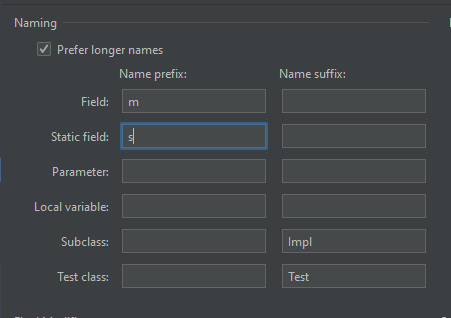 Naming
Prefer longer names
Name prefix: Name suffix:
Field: m
Static field: s
Parameter:
Local variable:
Subclass: Impl
Test class: Test